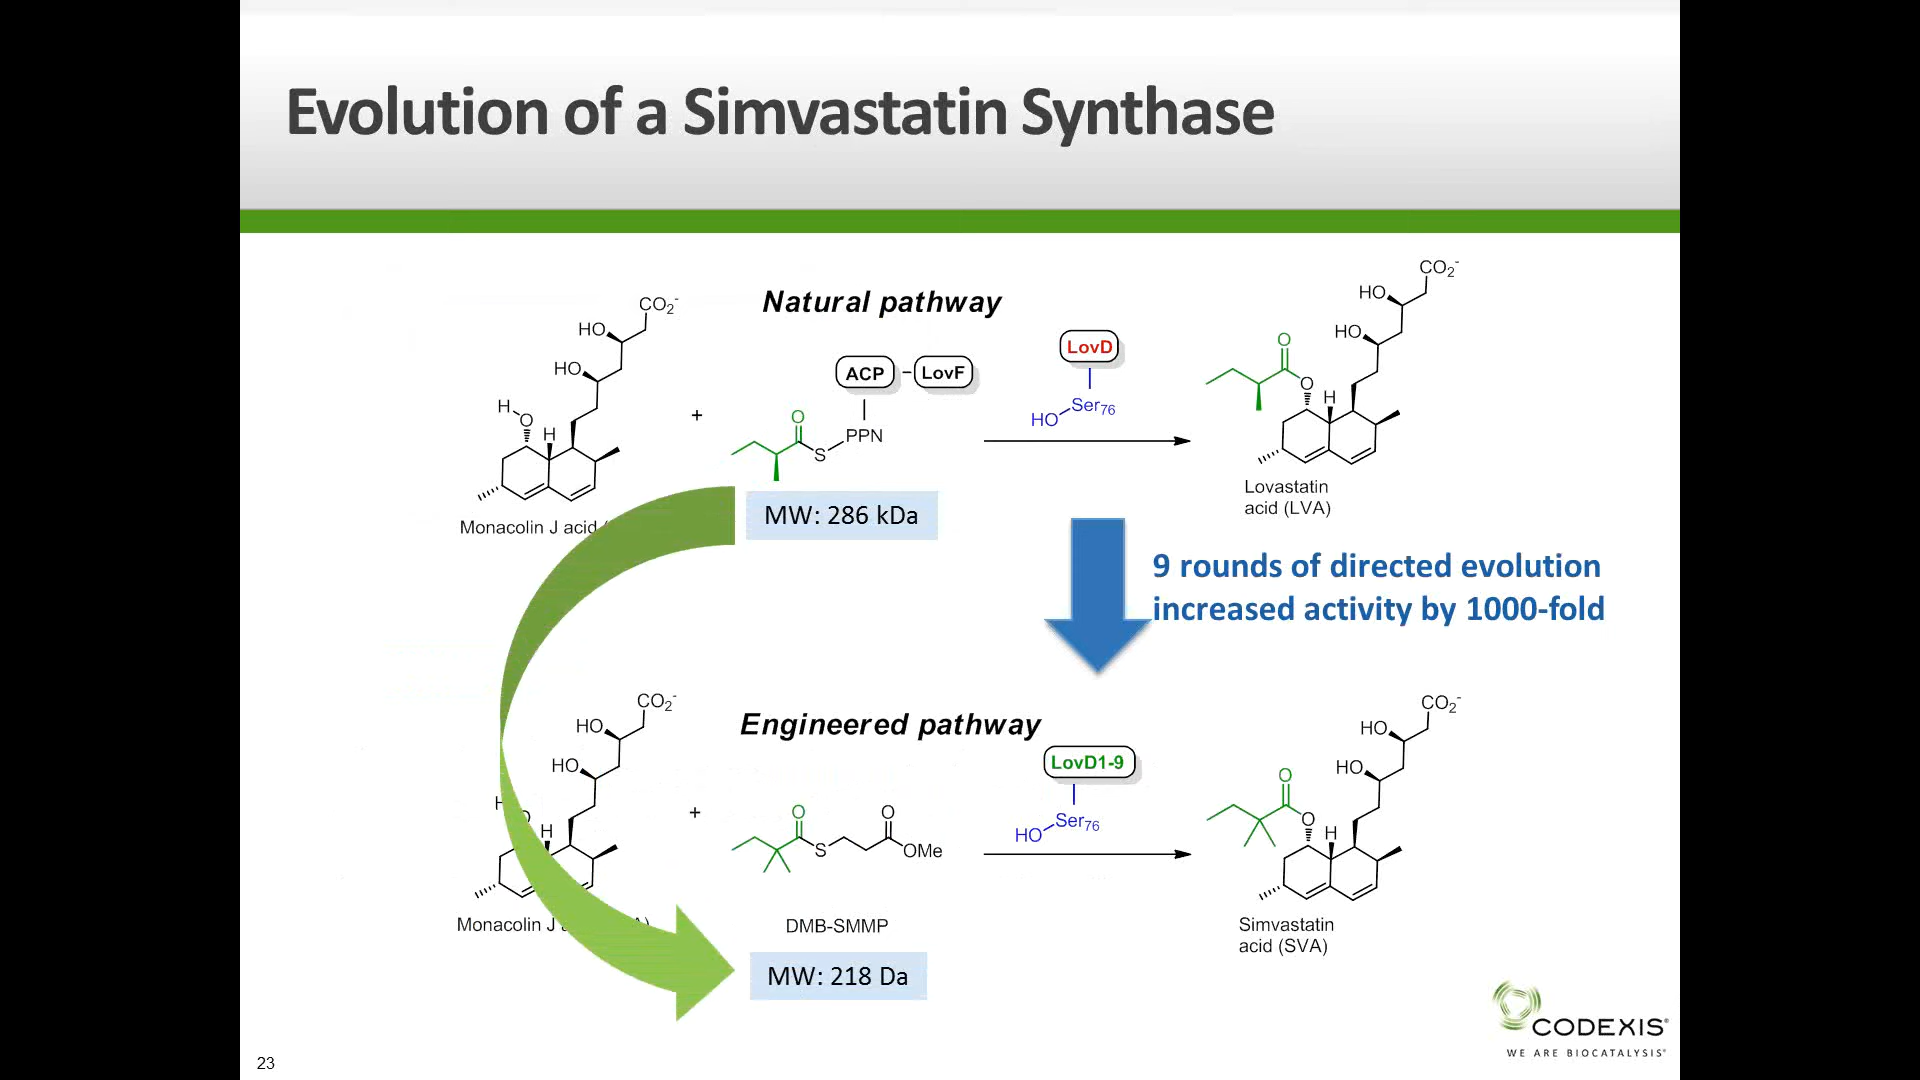 Evolution of a Simvastatin Synthase
Natural pathway
CO2-
HO
HO
H
O
H
Monacolin J acid (
+
O
S
PPN
ACP - LovF
MW: 286 kDa
LovD
Ser76
HO
CO2-
HO
HO
O
O
H
Lovastatin
acid (LVA)
9 rounds of directed evolution
increased activity by 1000-fold
Engineered pathway
CO2-
HO
HO
H
Monacolin J
+
O
O
S
OMe
DMB-SMMP
MW: 218 Da
LovD1-9
Ser76
HO
CO2-
HO
HO
O
O
H
Simvastatin
acid (SVA)
CODEXIS®
WE ARE BIOCATALYSIS®
23